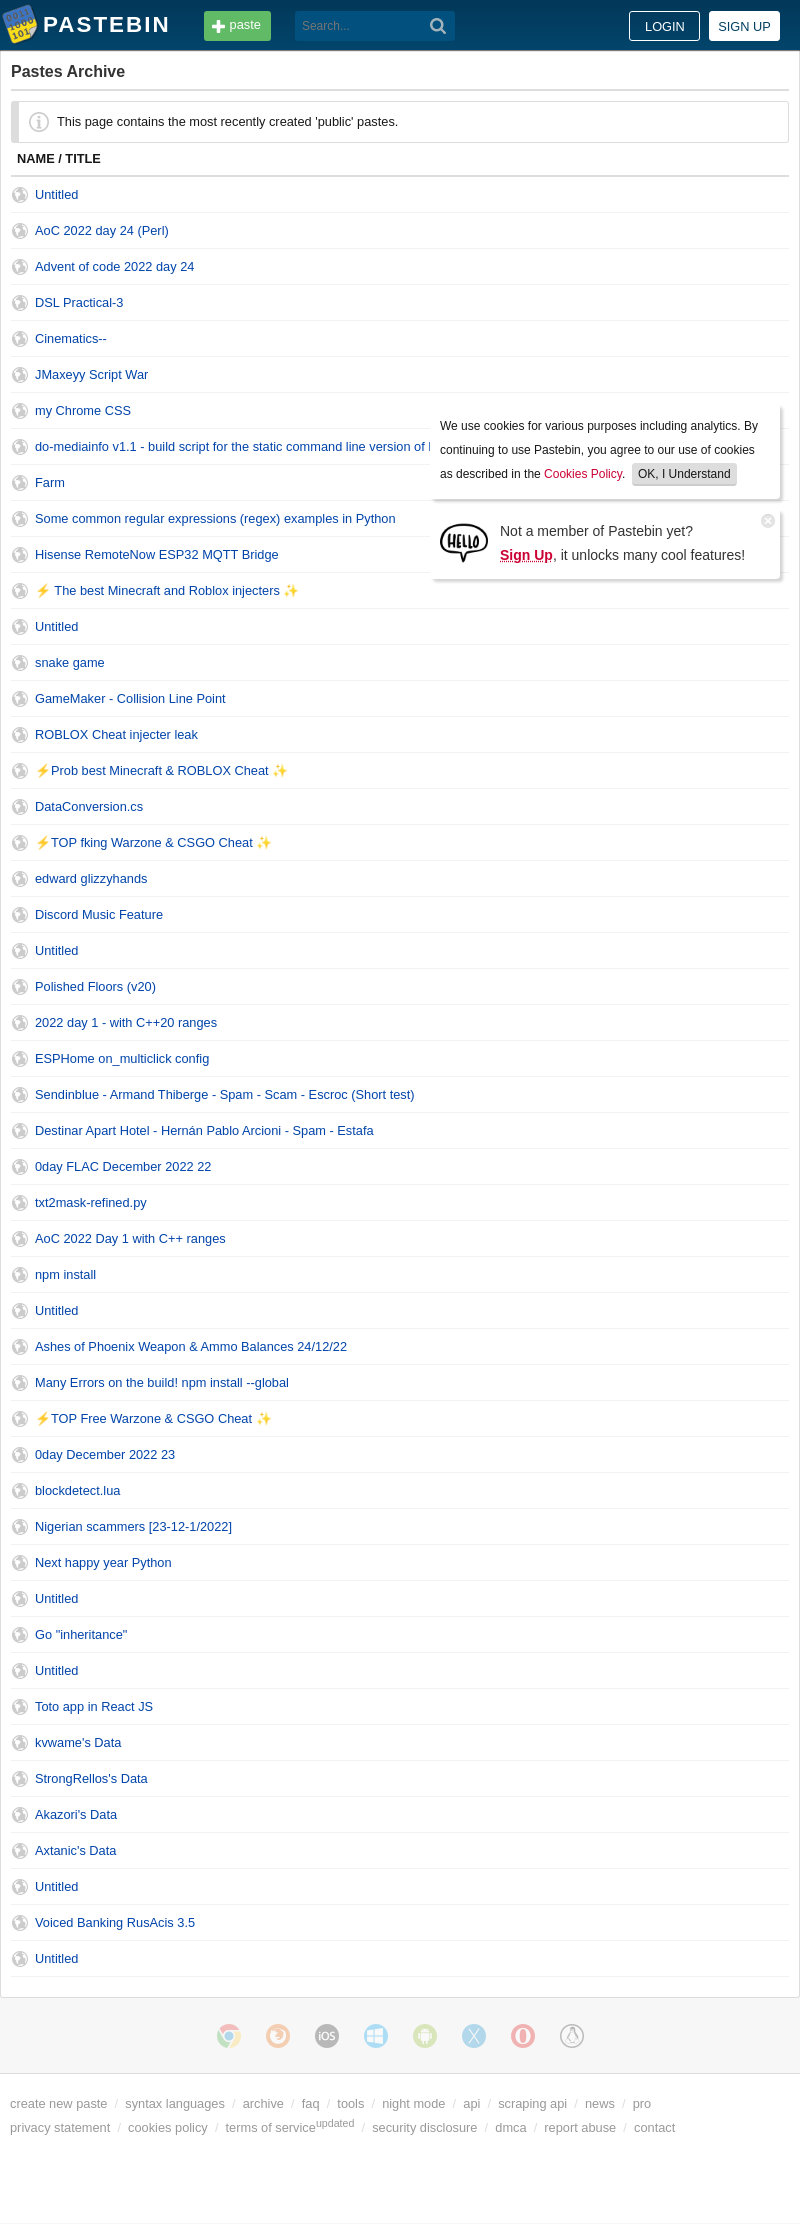 PASTEBIN paste Search... LOGIN SIGN UP
Pastes Archive
This page contains the most recently created 'public' pastes.
NAME / TITLE
Untitled
AoC 2022 day 24 (Perl)
Advent of code 2022 day 24
DSL Practical-3
Cinematics--
JMaxeyy Script War
my Chrome CSS
do-mediainfo v1.1 - build script for the static command line version of
Farm
Some common regular expressions (regex) examples in Python
Hisense RemoteNow ESP32 MQTT Bridge
We use cookies for various purposes including analytics. By
continuing to use Pastebin, you agree to our use of cookies
as described in the Cookies Policy. OK, I Understand
HELLO
Not a member of Pastebin yet?
Sign Up, it unlocks many cool features!
⚡ The best Minecraft and Roblox injecters ✨
Untitled
snake game
GameMaker - Collision Line Point
ROBLOX Cheat injecter leak
⚡Prob best Minecraft & ROBLOX Cheat ✨
DataConversion.cs
⚡TOP fking Warzone & CSGO Cheat ✨
edward glizzyhands
Discord Music Feature
Untitled
Polished Floors (v20)
2022 day 1 - with C++20 ranges
ESPHome on_multiclick config
Sendinblue - Armand Thiberge - Spam - Scam - Escroc (Short test)
Destinar Apart Hotel - Hernán Pablo Arcioni - Spam - Estafa
0day FLAC December 2022 22
txt2mask-refined.py
AoC 2022 Day 1 with C++ ranges
npm install
Untitled
Ashes of Phoenix Weapon & Ammo Balances 24/12/22
Many Errors on the build! npm install --global
⚡TOP Free Warzone & CSGO Cheat ✨
0day December 2022 23
blockdetect.lua
Nigerian scammers [23-12-1/2022]
Next happy year Python
Untitled
Go "inheritance"
Untitled
Toto app in React JS
kvwame's Data
StrongRellos's Data
Akazori's Data
Axtanic's Data
Untitled
Voiced Banking RusAcis 3.5
Untitled
iOS
create new paste / syntax languages / archive / faq / tools / night mode / api / scraping api / news / pro
privacy statement / cookies policy / terms of service updated / security disclosure / dmca / report abuse / contact